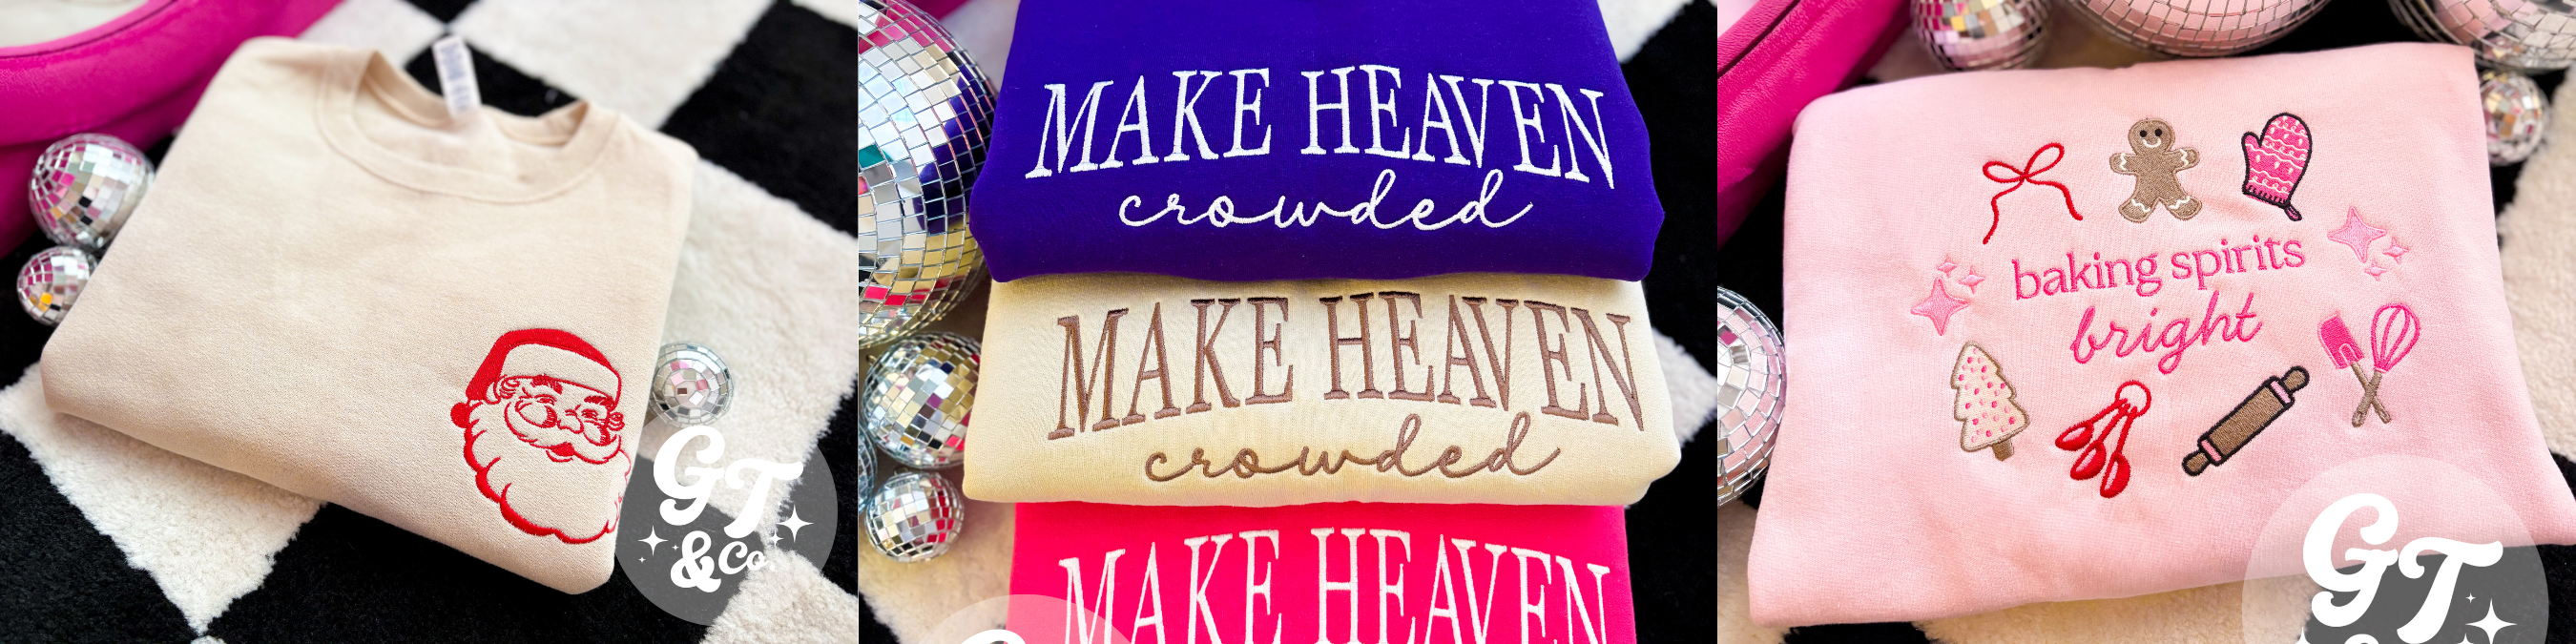 GT
&Co.
MAKE HEAVEN
crowded
MAKE HEAVEN
crowded
MAKE HEAVEN
baking spirits
bright
GT